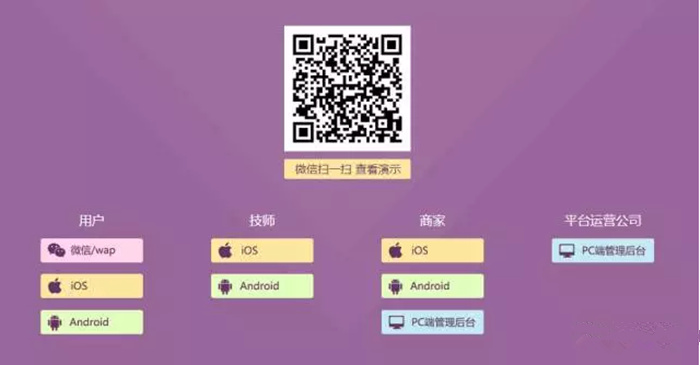 微信扫一扫 查看演示
用户
微信/wap
iOS
Android
技师
iOS
Android
商家
iOS
Android
PC端管理后台
平台运营公司
PC端管理后台